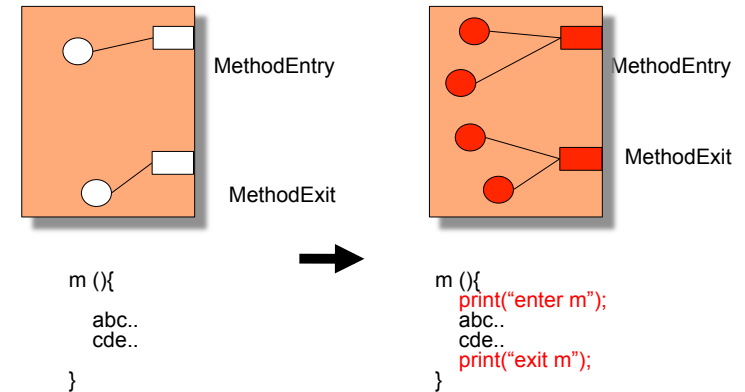 MethodEntry
MethodExit
m (){
abc..
cde..
}
MethodEntry
MethodExit
m (){
print(“enter m”);
abc..
cde..
print(“exit m”);
}